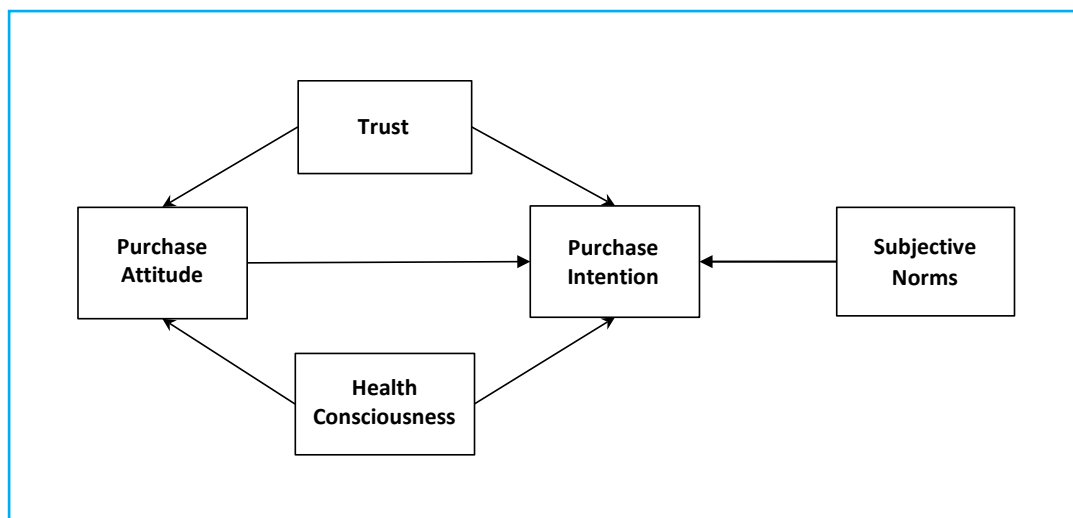 Trust
Purchase
Attitude
Purchase
Intention
Subjective
Norms
Health
Consciousness